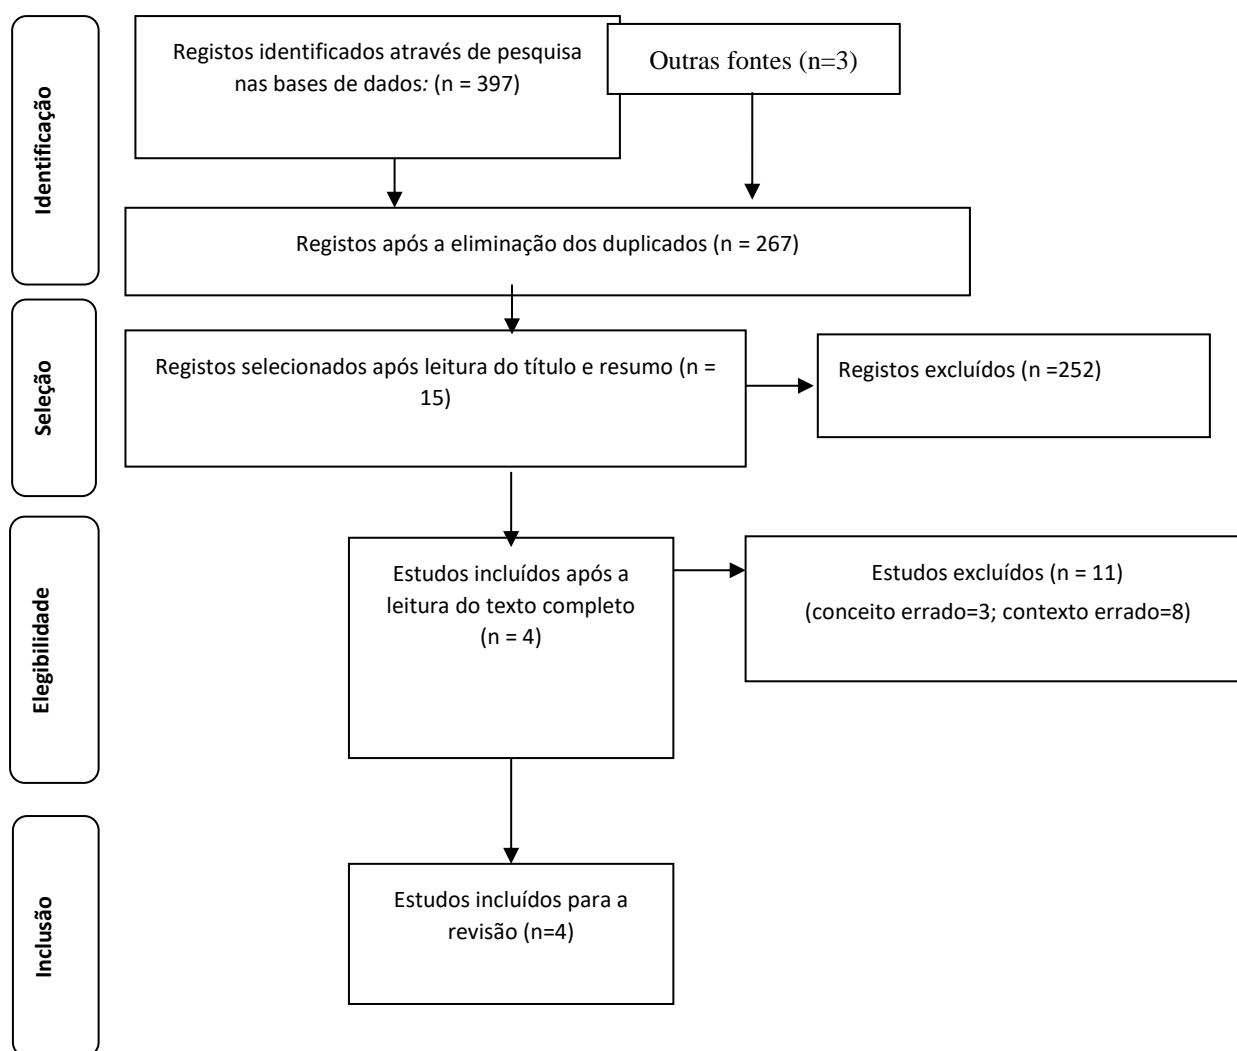 Identificação
Registos identificados através de pesquisa
nas bases de dados: (n = 397)
Outras fontes (n=3)
Registos após a eliminação dos duplicados (n = 267)
Seleção
Registos selecionados após leitura do título e resumo (n =
15)
Registos excluídos (n =252)
Elegibilidade
Estudos incluídos após a
leitura do texto completo
(n = 4)
Estudos excluídos (n = 11)
(conceito errado=3; contexto errado=8)
Inclusão
Estudos incluídos para a
revisão (n=4)